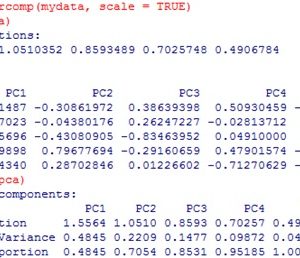 rcomp(mydata, scale = TRUE)
a)
tions:
1.0510352 0.8593489 0.7025748 0.4906784
PC1 PC2 PC3 PC4
1487 -0.30861972 0.38639398 0.50930459 -
7023 -0.04380176 0.26247227 -0.02813712
5696 -0.43080905 -0.83463952 0.04910000
9898 0.79677694 -0.29160659 0.47901574 -
4340 0.28702846 0.01226602 -0.71270629 -
pca)
components:
PC1 PC2 PC3 PC4
tion 1.5564 1.0510 0.8593 0.70257 0.49
Variance 0.4845 0.2209 0.1477 0.09872 0.04
portion 0.4845 0.7054 0.8531 0.95185 1.00